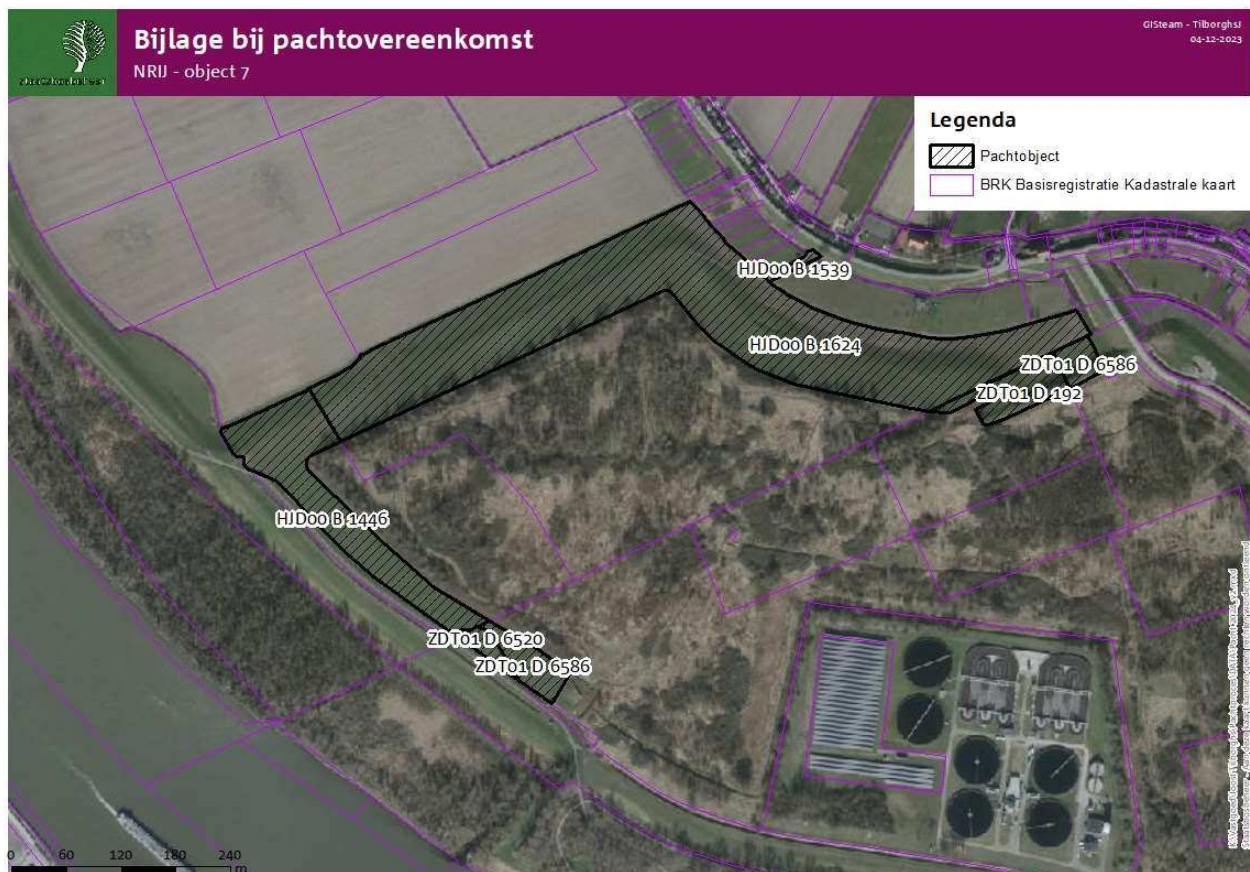 Bijlage bij pachtovereenkomst
NRIJ - object 7
GISteam - TilborghsJ
04-12-2023
staatsbosbeheer
Legenda
Pachtobject
BRK Basisregistratie Kadastrale kaart
HJD00 B 1539
HJD00 B 1624
ZDT01 D 6586
ZDT01 D 192
HJD00 B 1446
ZDT01 D 6520
ZDT01 D 6586
0 60 120 180 240
m